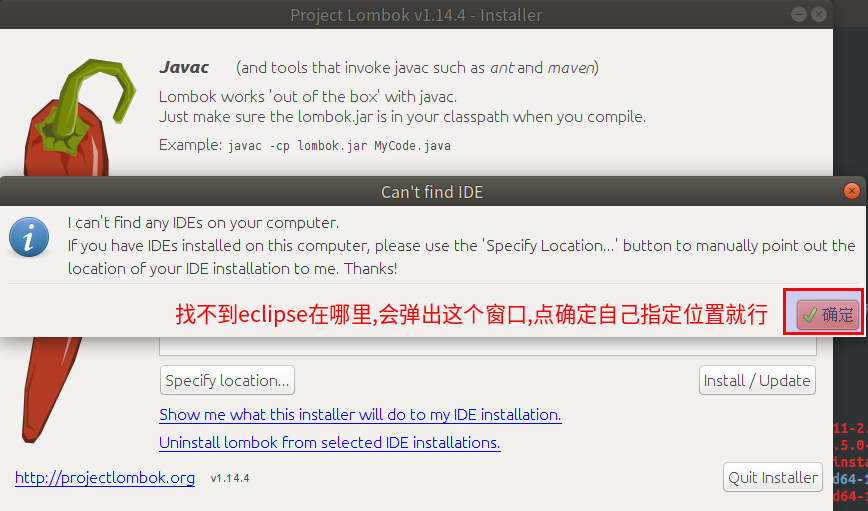 Project Lombok v1.14.4 - Installer
Javac (and tools that invoke javac such as ant and maven)
Lombok works 'out of the box' with javac.
Just make sure the lombok.jar is in your classpath when you compile.
Example: javac -cp lombok.jar MyCode.java
Can't find IDE
I can't find any IDEs on your computer.
If you have IDEs installed on this computer, please use the 'Specify Location...' button to manually point out the
location of your IDE installation to me. Thanks!
找不到eclipse在哪里,会弹出这个窗口,点确定自己指定位置就行 确定
Specify location... Install / Update
Show me what this installer will do to my IDE installation.
11-2
Uninstall lombok from selected IDE installations.
.5.0-
insta
http://projectlombok.org v1.14.4 Quit Installer
d64-1
d64-1